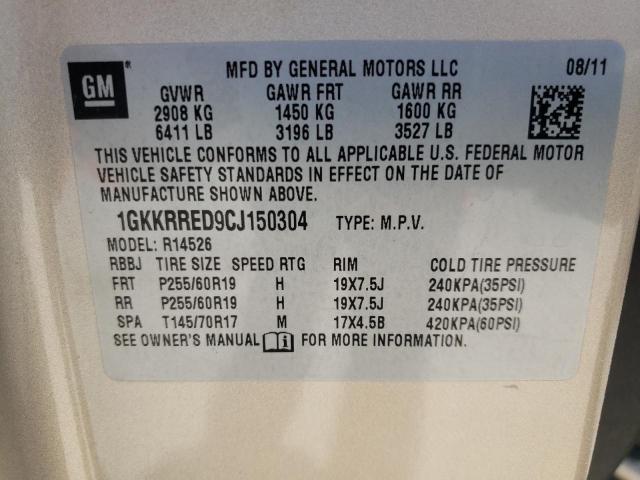 GM
MFD BY GENERAL MOTORS LLC 08/11
GVWR GAWR FRT GAWR RR
2908 KG 1450 KG 1600 KG
6411 LB 3196 LB 3527 LB
THIS VEHICLE CONFORMS TO ALL APPLICABLE U.S. FEDERAL MOTOR
VEHICLE SAFETY STANDARDS IN EFFECT ON THE DATE OF
MANUFACTURE SHOWN ABOVE.
1GKKRRED9CJ150304 TYPE: M.P.V.
MODEL: R14526
RBBJ TIRE SIZE SPEED RTG RIM COLD TIRE PRESSURE
FRT P255/60R19 H 19X7.5J 240KPA(35PSI)
RR P255/60R19 H 19X7.5J 240KPA(35PSI)
SPA T145/70R17 M 17X4.5B 420KPA(60PSI)
SEE OWNER'S MANUAL i FOR MORE INFORMATION.